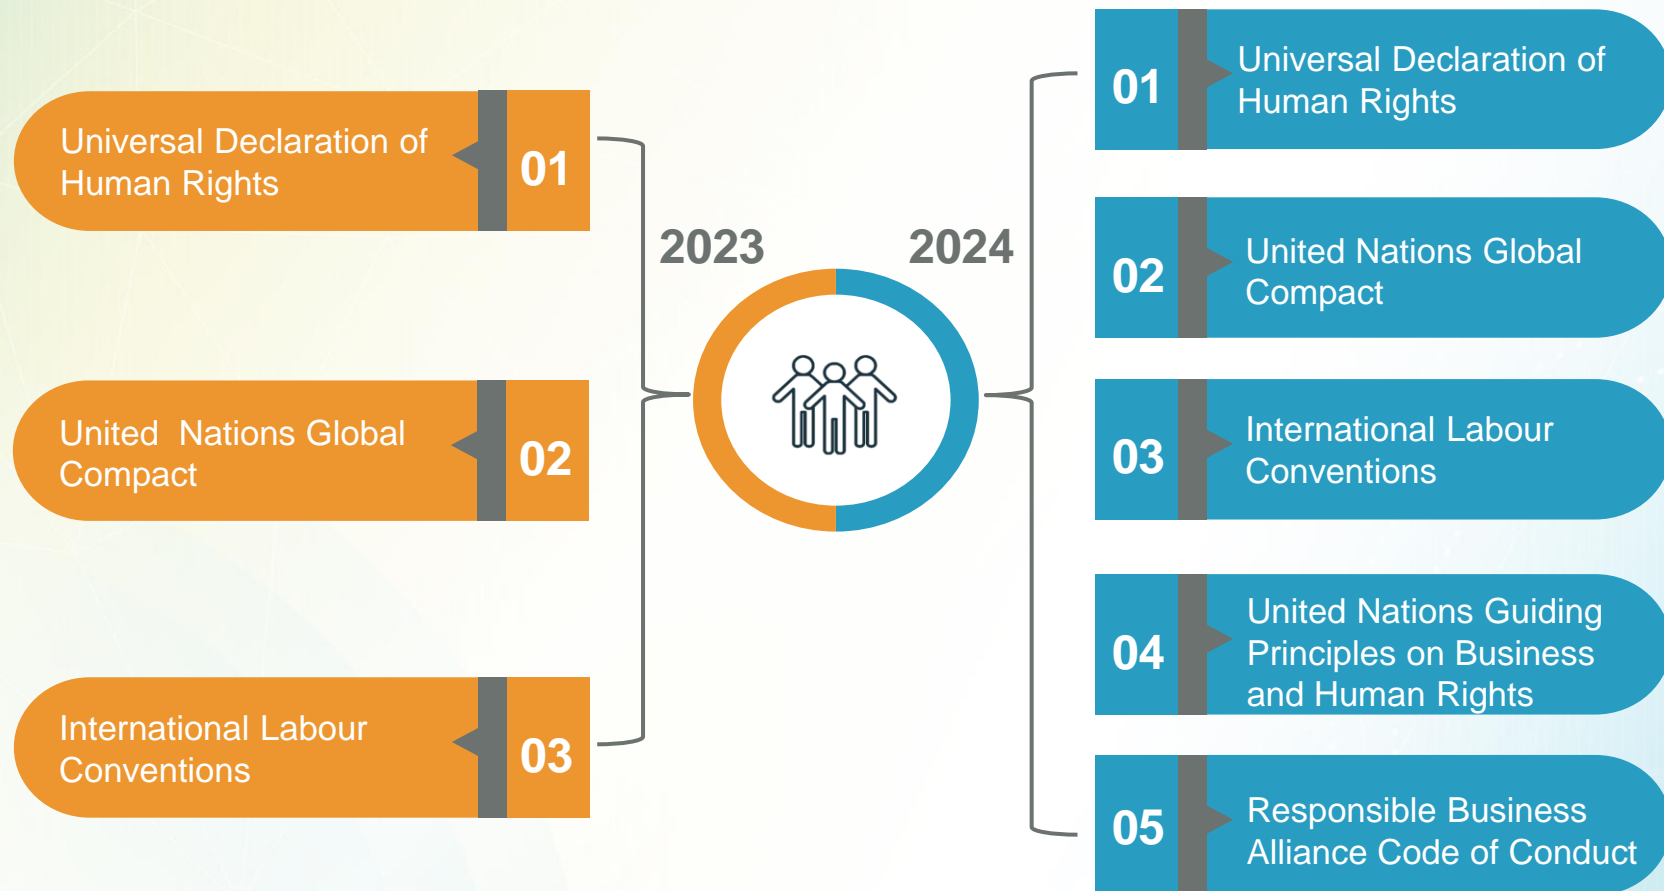 2023
Universal Declaration of
Human Rights
01
United  Nations Global
Compact
02
International Labour
Conventions
03
2024
01
Universal Declaration of
Human Rights
02
United Nations Global
Compact
03
International Labour
Conventions
04
United Nations Guiding
Principles on Business
and Human Rights
05
Responsible Business
Alliance Code of Conduct